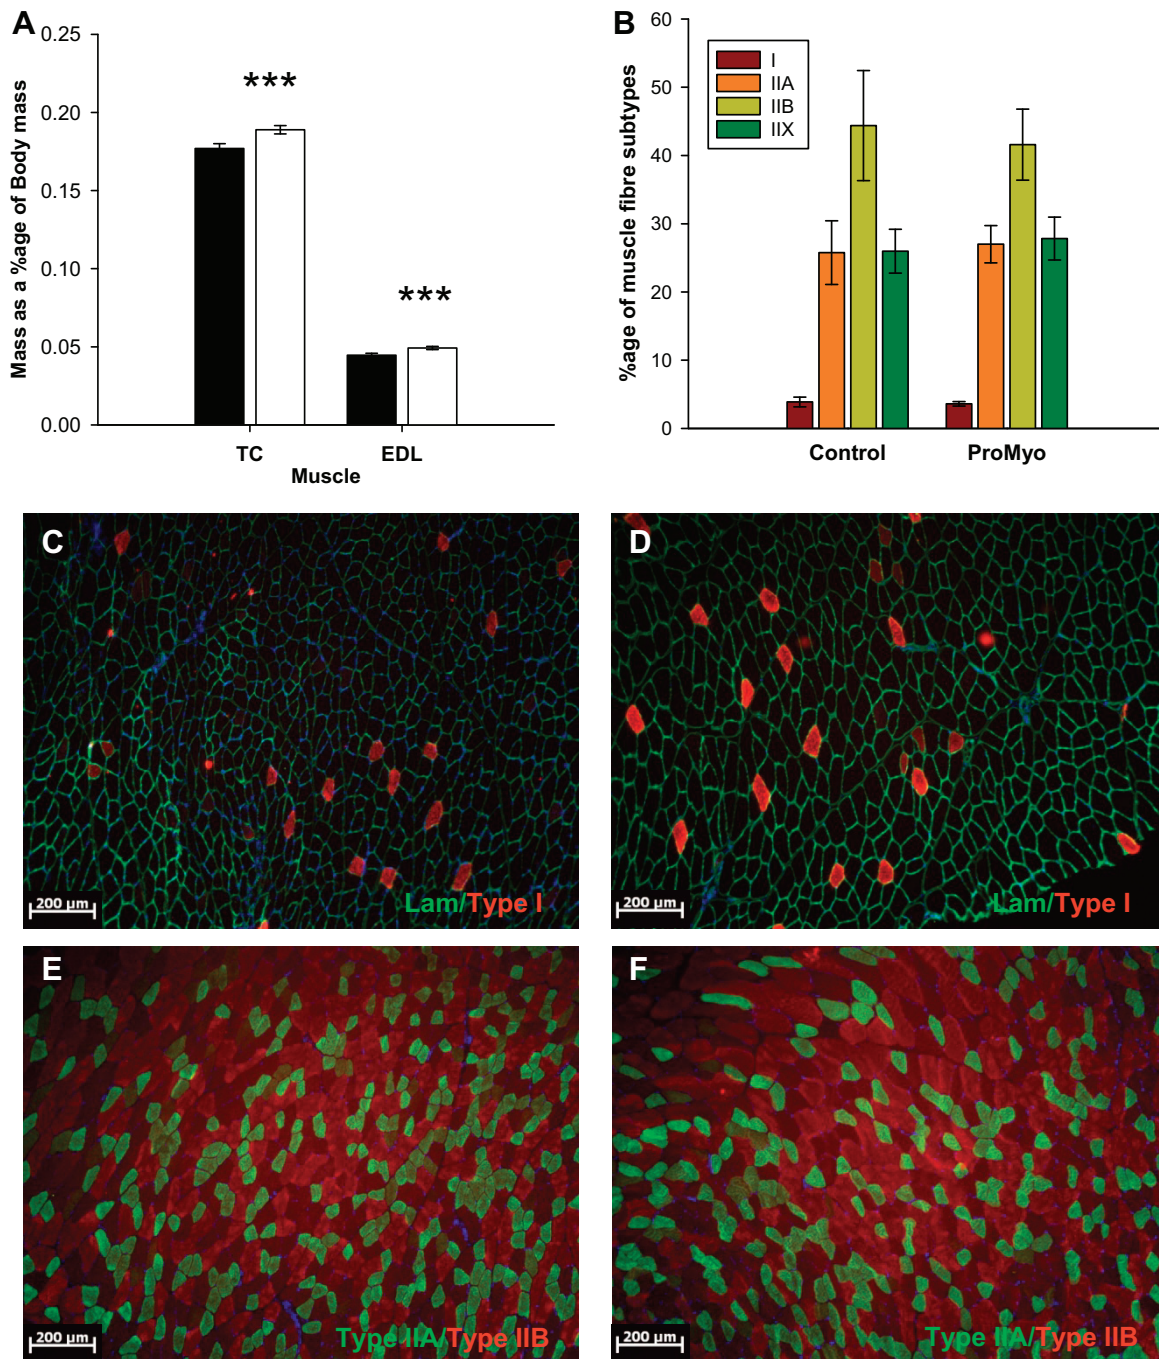 A
Mass as a %age of Body mass
0.25
0.20
0.15
0.10
0.05
0.00
***
***
TC
EDL
Muscle
B
%age of muscle fibre subtypes
60
50
40
30
20
10
0
I
IIA
IIB
IIX
Control
ProMyo
C
200 µm
Lam/Type I
D
200 µm
Lam/Type I
E
200 µm
Type IIA/Type IIB
F
200 µm
Type IIA/Type IIB